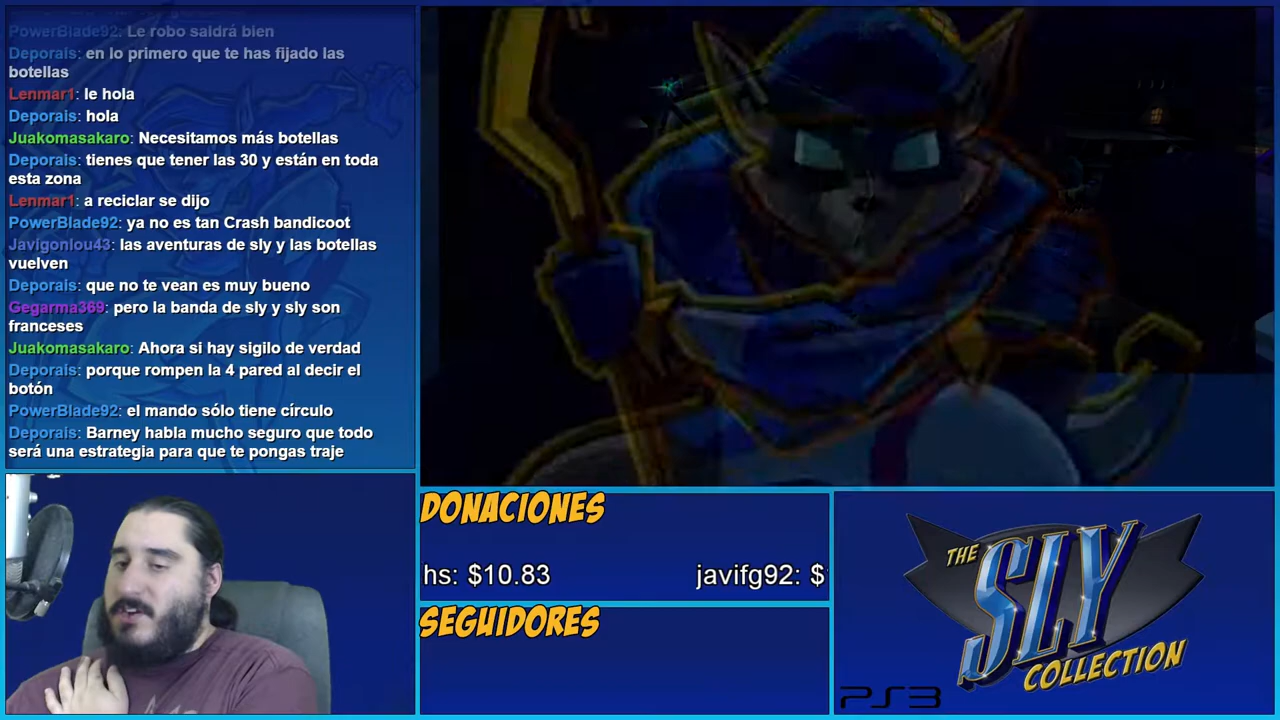 PowerBlade92: Le robo saldrá bien
Deporais: en lo primero que te has fijado las
botellas
Lenmar1: le hola
Deporais: hola
Juakomasakaro: Necesitamos más botellas
Deporais: tienes que tener las 30 y están en toda
esta zona
Lenmar1: a reciclar se dijo
PowerBlade92: ya no es tan Crash bandicoot
Javigonlou43: las aventuras de sly y las botellas
vuelven
Deporais: que no te vean es muy bueno
Gegarma369: pero la banda de sly y sly son
franceses
Juakomasakaro: Ahora si hay sigilo de verdad
Deporais: porque rompen la 4 pared al decir el
botón
PowerBlade92: el mando sólo tiene círculo
Deporais: Barney habla mucho seguro que todo
será una estrategia para que te pongas traje
DONACIONES
hs: $10.83 javifg92: $
SEGUIDORES
THE
SLY
COLLECTION
PS3